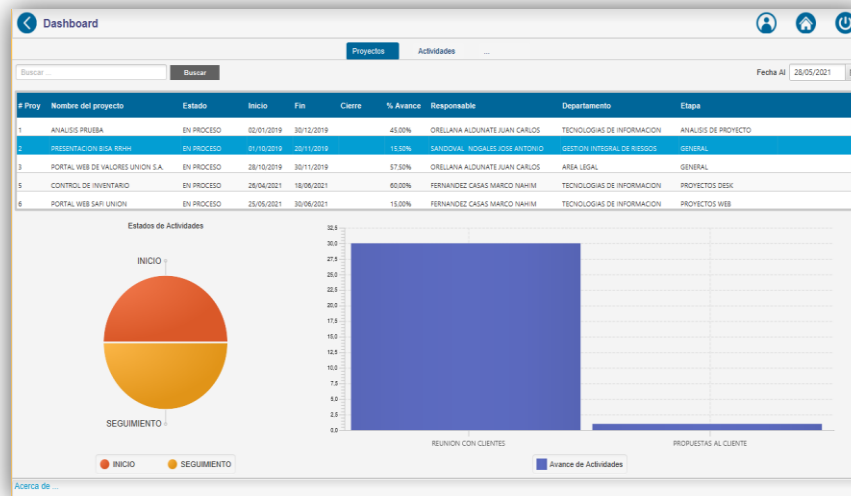 Dashboard
Proyectos Actividades ...
Buscar ... Buscar Fecha Al 28/05/2021
# Proy Nombre del proyecto Estado Inicio Fin Cierre % Avance Responsable Departamento Etapa
1 ANALISIS PRUEBA EN PROCESO 02/01/2019 30/12/2019 45,00% ORELLANA ALDUNATE JUAN CARLOS TECNOLOGIAS DE INFORMACION ANALISIS DE PROYECTO
2 PRESENTACION BISA RRHH EN PROCESO 01/10/2019 20/11/2019 15,50% SANDOVAL NOGALES JOSE ANTONIO GESTION INTEGRAL DE RIESGOS GENERAL
3 PORTAL WEB DE VALORES UNION S.A. EN PROCESO 28/10/2019 30/11/2019 57,50% ORELLANA ALDUNATE JUAN CARLOS AREA LEGAL GENERAL
5 CONTROL DE INVENTARIO EN PROCESO 26/04/2021 18/06/2021 60,00% FERNANDEZ CASAS MARCO NAHIM TECNOLOGIAS DE INFORMACION PROYECTOS DESK
6 PORTAL WEB SAFI UNION EN PROCESO 25/05/2021 30/06/2021 15,00% FERNANDEZ CASAS MARCO NAHIM TECNOLOGIAS DE INFORMACION PROYECTOS WEB
Estados de Actividades
INICIO
SEGUIMIENTO
INICIO SEGUIMIENTO
32,5
30,0
27,5
25,0
22,5
20,0
17,5
15,0
12,5
10,0
7,5
5,0
2,5
0,0
REUNION CON CLIENTES PROPUESTAS AL CLIENTE
Avance de Actividades
Acerca de ...